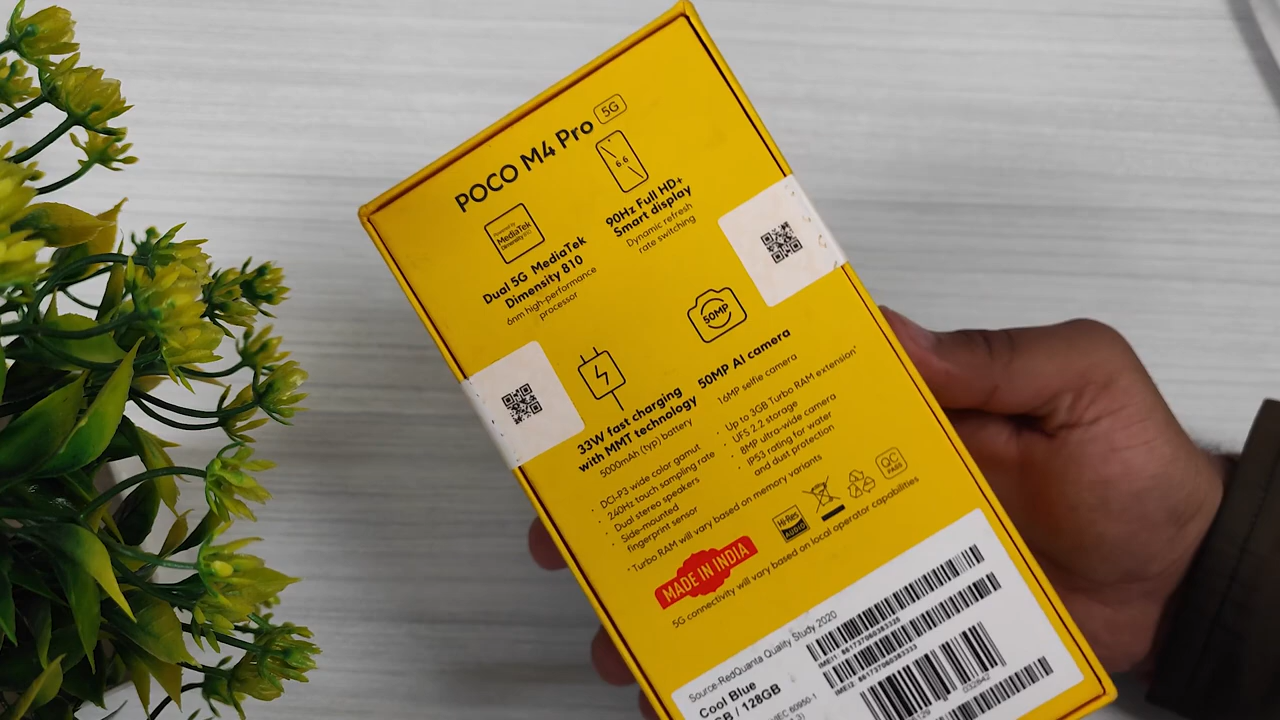 POCO M4 Pro 5G
6.6
Powered by
MediaTek
Dimensity 810
Dual 5G MediaTek
Dimensity 810
6nm high-performance
processor
90Hz Full HD+
Smart display
Dynamic refresh
rate switching
33W fast charging
with MMT technology
5000mAh (typ) battery
50MP
50MP AI camera
16MP selfie camera
· DCI-P3 wide color gamut
· 240Hz touch sampling rate
· Dual stereo speakers
· Side-mounted
fingerprint sensor
· Up to 3GB Turbo RAM extension*
· UFS 2.2 storage
· 8MP ultra-wide camera
· IP53 rating for water
and dust protection
*Turbo RAM will vary based on memory variants
Hi-Res
AUDIO
QC
PASS
MADE IN INDIA
5G connectivity will vary based on local operator capabilities
Source-RedQuanta Quality Study 2020
Cool Blue
GB / 128GB
IMEI1: 861737060383325
IMEI2: 861737060383333
032842